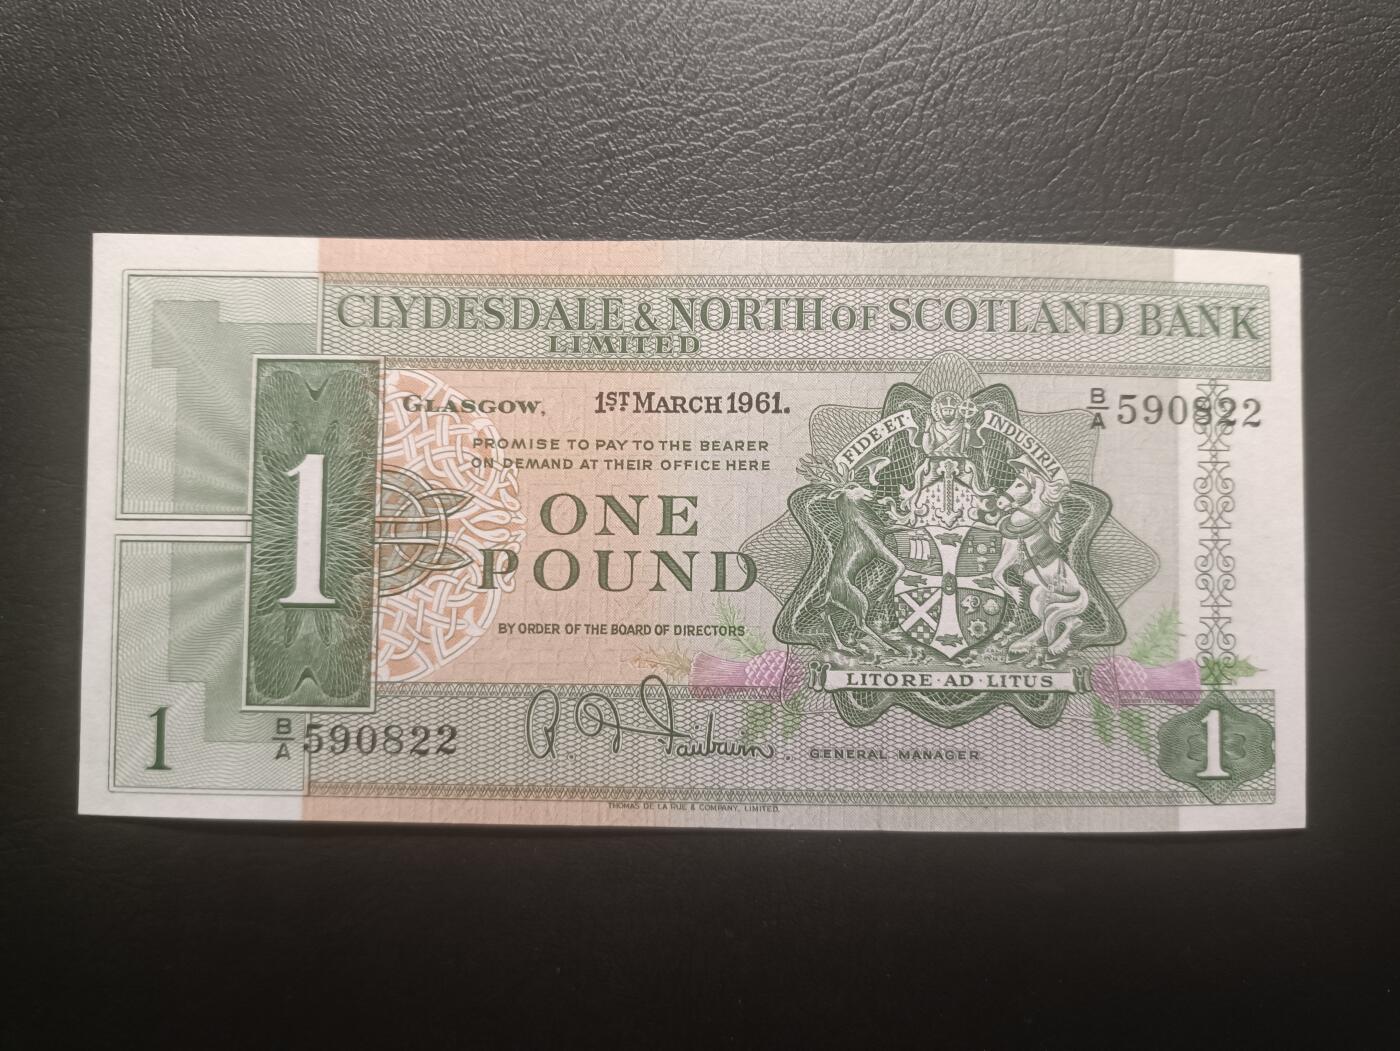 CLYDESDALE & NORTH OF SCOTLAND BANK
LIMITED
GLASGOW, 1ST MARCH 1961.
B/A 590822
PROMISE TO PAY TO THE BEARER
ON DEMAND AT THEIR OFFICE HERE
ONE
POUND
1
FIDE·ET· INDUSTRIA
BY ORDER OF THE BOARD OF DIRECTORS
LITORE·AD·LITUS
1
B/A 590822
R. D. Fairbairn. GENERAL MANAGER
1
THOMAS DE LA RUE & COMPANY, LIMITED.